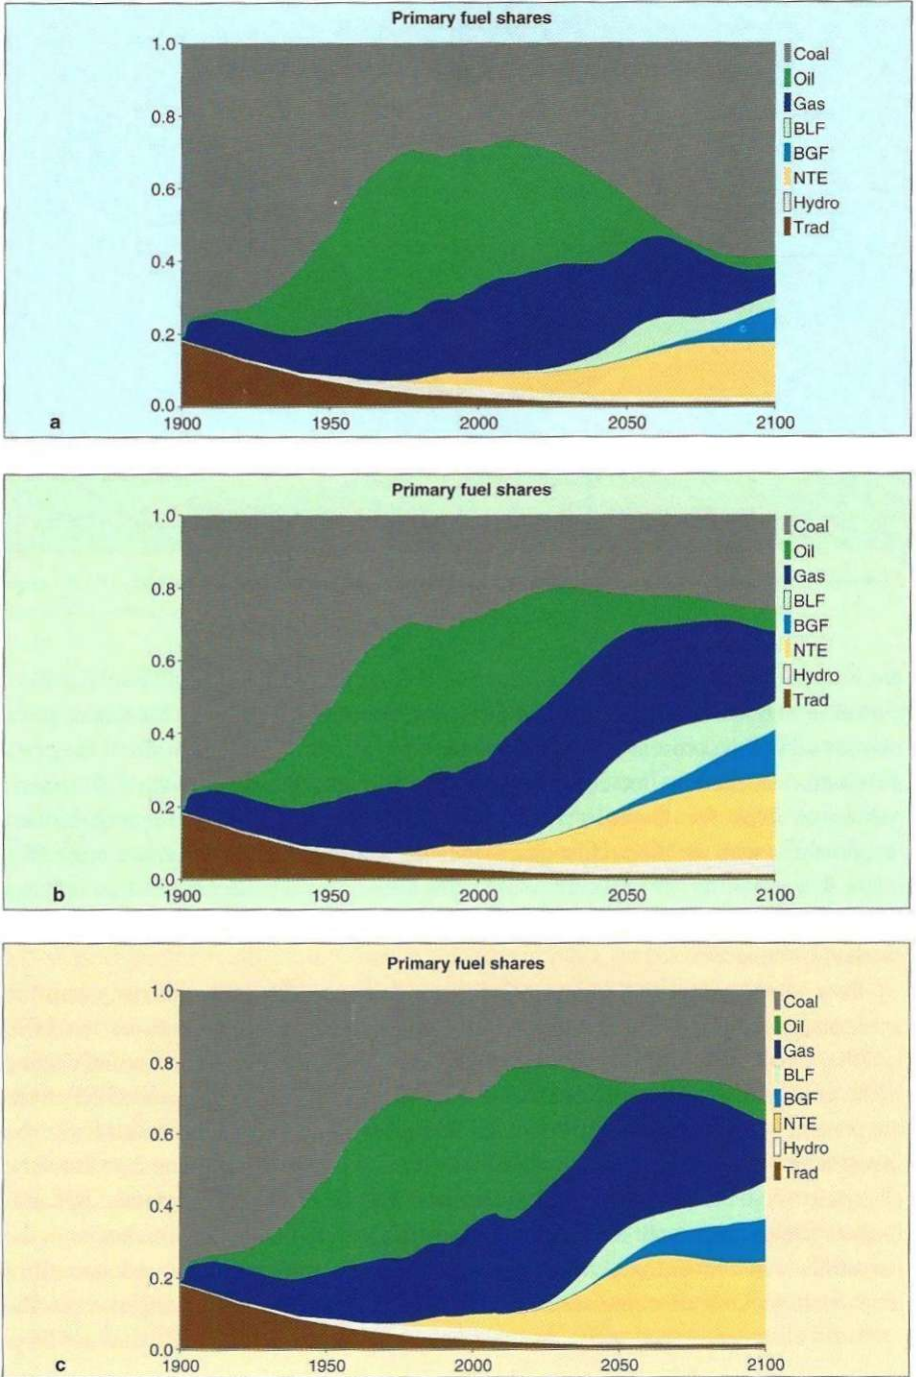 Primary fuel shares
1.0
0.8
0.6
0.4
0.2
0.0
1900 1950 2000 2050 2100
Coal
Oil
Gas
BLF
BGF
NTE
Hydro
Trad
a
Primary fuel shares
1.0
0.8
0.6
0.4
0.2
0.0
1900 1950 2000 2050 2100
Coal
Oil
Gas
BLF
BGF
NTE
Hydro
Trad
b
Primary fuel shares
1.0
0.8
0.6
0.4
0.2
0.0
1900 1950 2000 2050 2100
Coal
Oil
Gas
BLF
BGF
NTE
Hydro
Trad
c